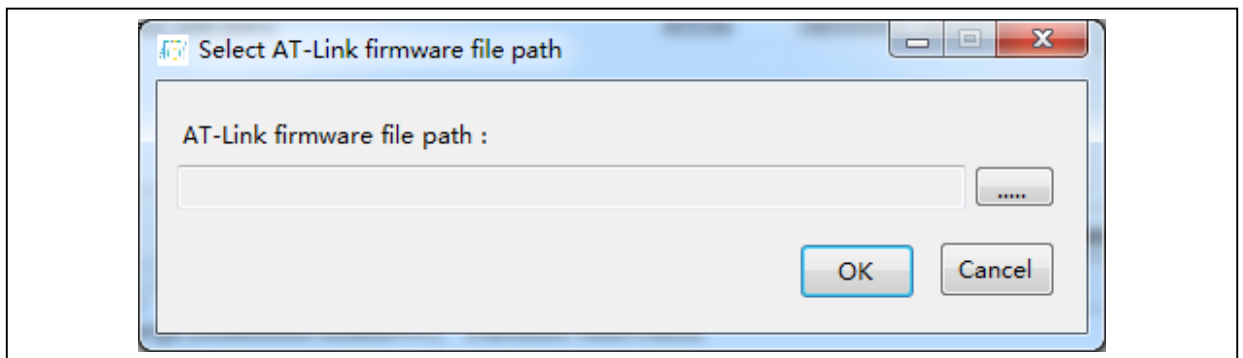 Select AT-Link firmware file path
AT-Link firmware file path :
.....
OK Cancel